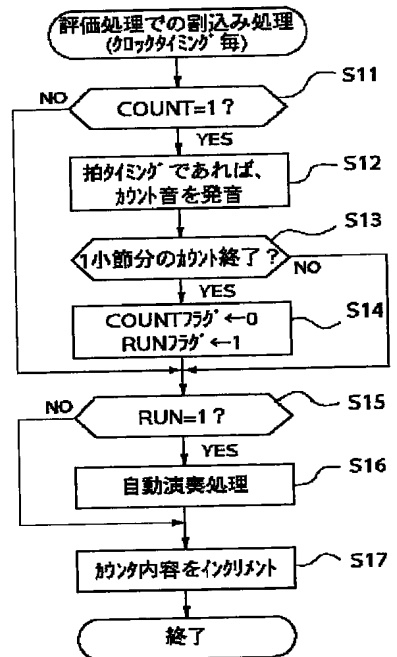 評価処理での割込み処理
(クロックタイミング毎)
S11
NO
COUNT=1?
YES
S12
拍タイミングであれば、
カウント音を発音
S13
1小節分のカウント終了?
NO
YES
S14
COUNTフラグ←0
RUNフラグ←1
NO
S15
RUN=1?
YES
S16
自動演奏処理
S17
カウンタ内容をインクリメント
終了